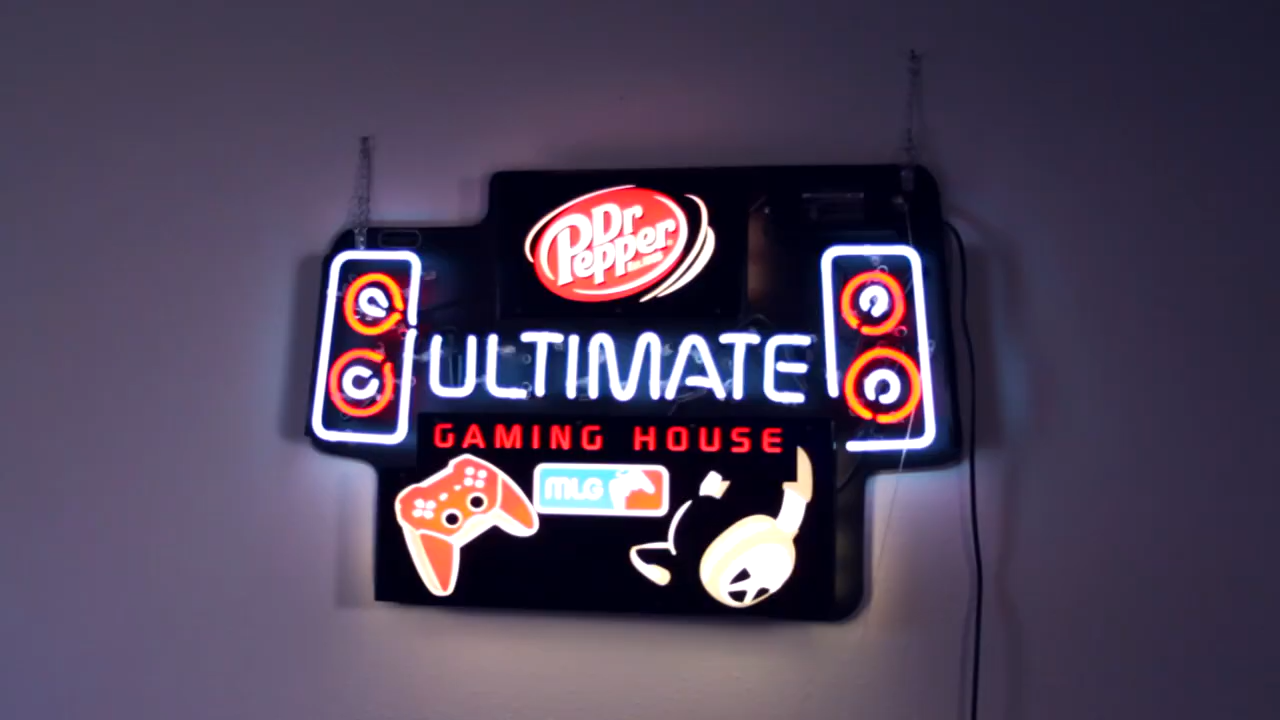 Dr
Pepper
ULTIMATE
GAMING HOUSE
MLG